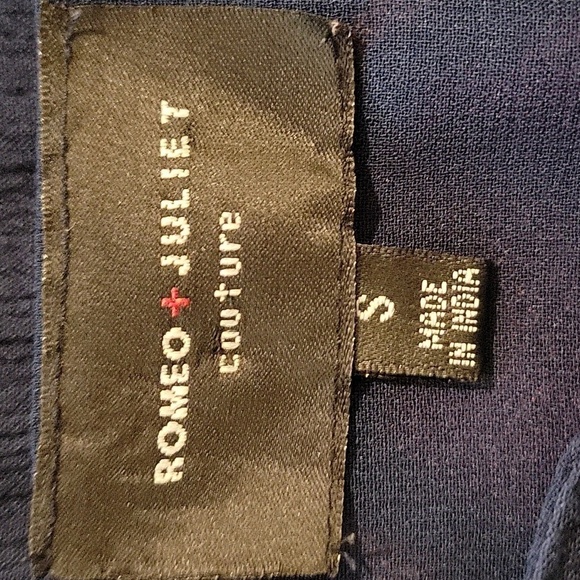 ROMEO + JULIET
couture
S
MADE
IN INDIA